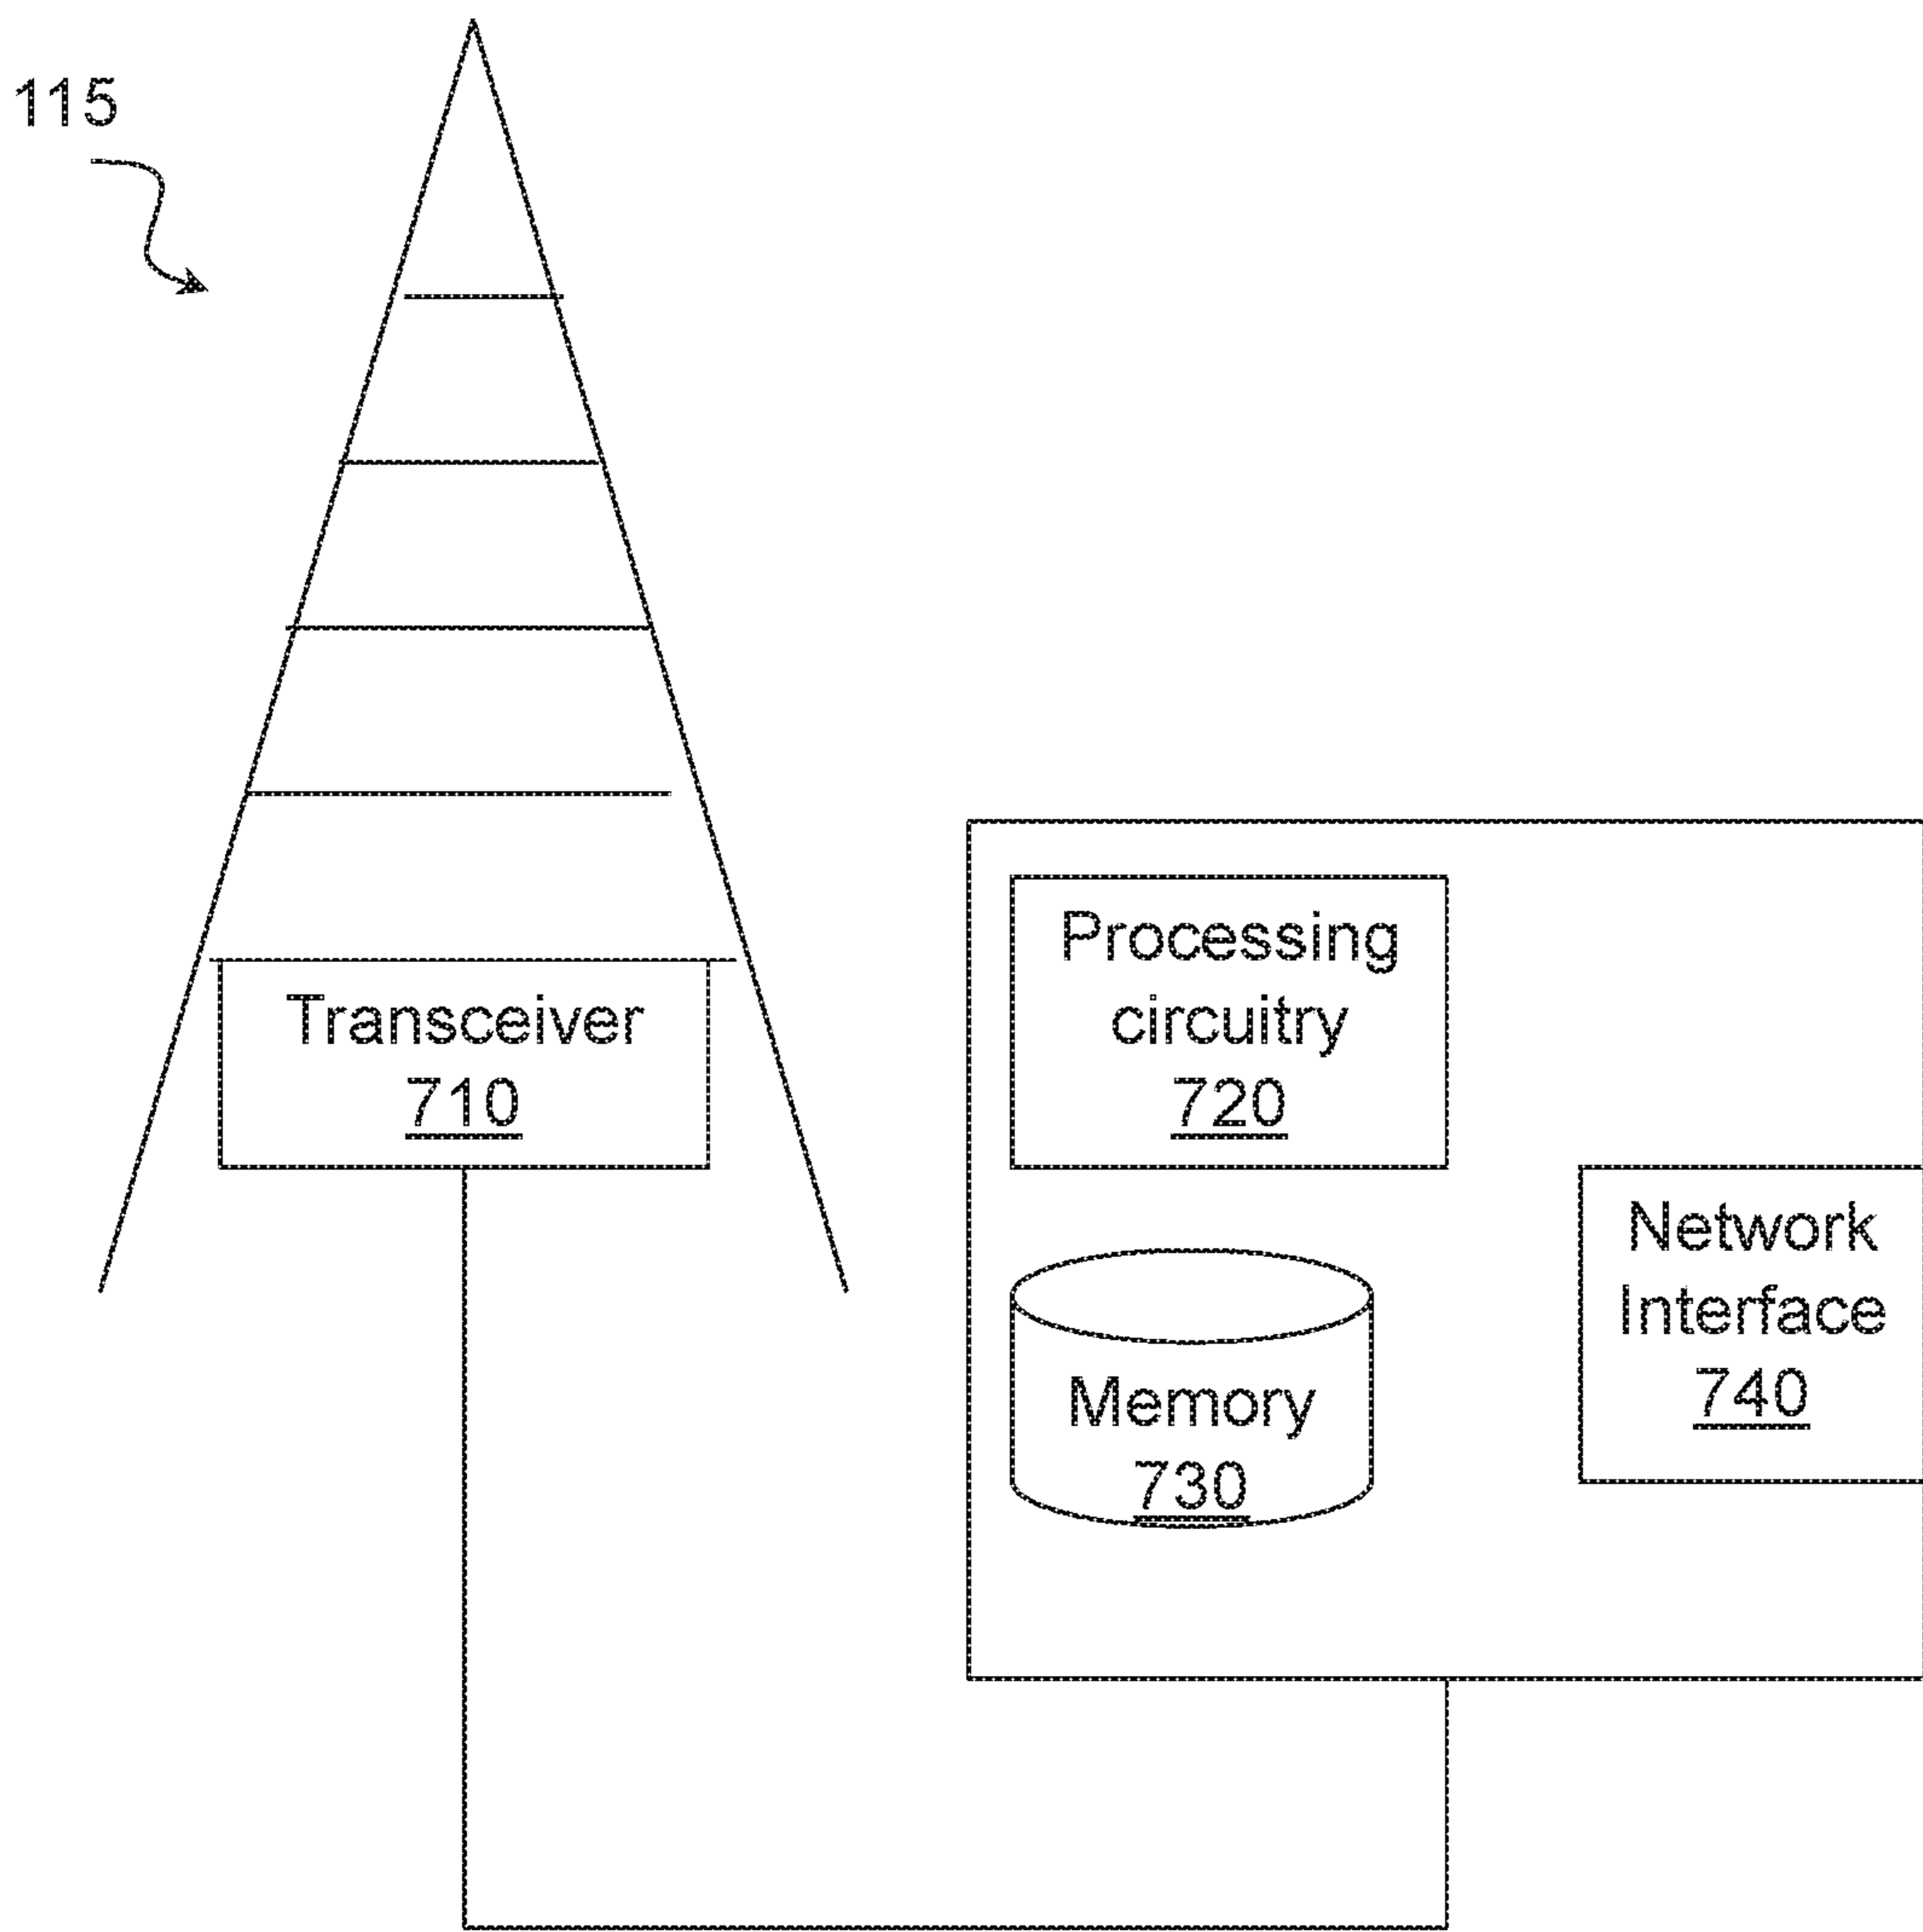 115
Transceiver
710
Processing
circuitry
720
Memory
730
Network
Interface
740